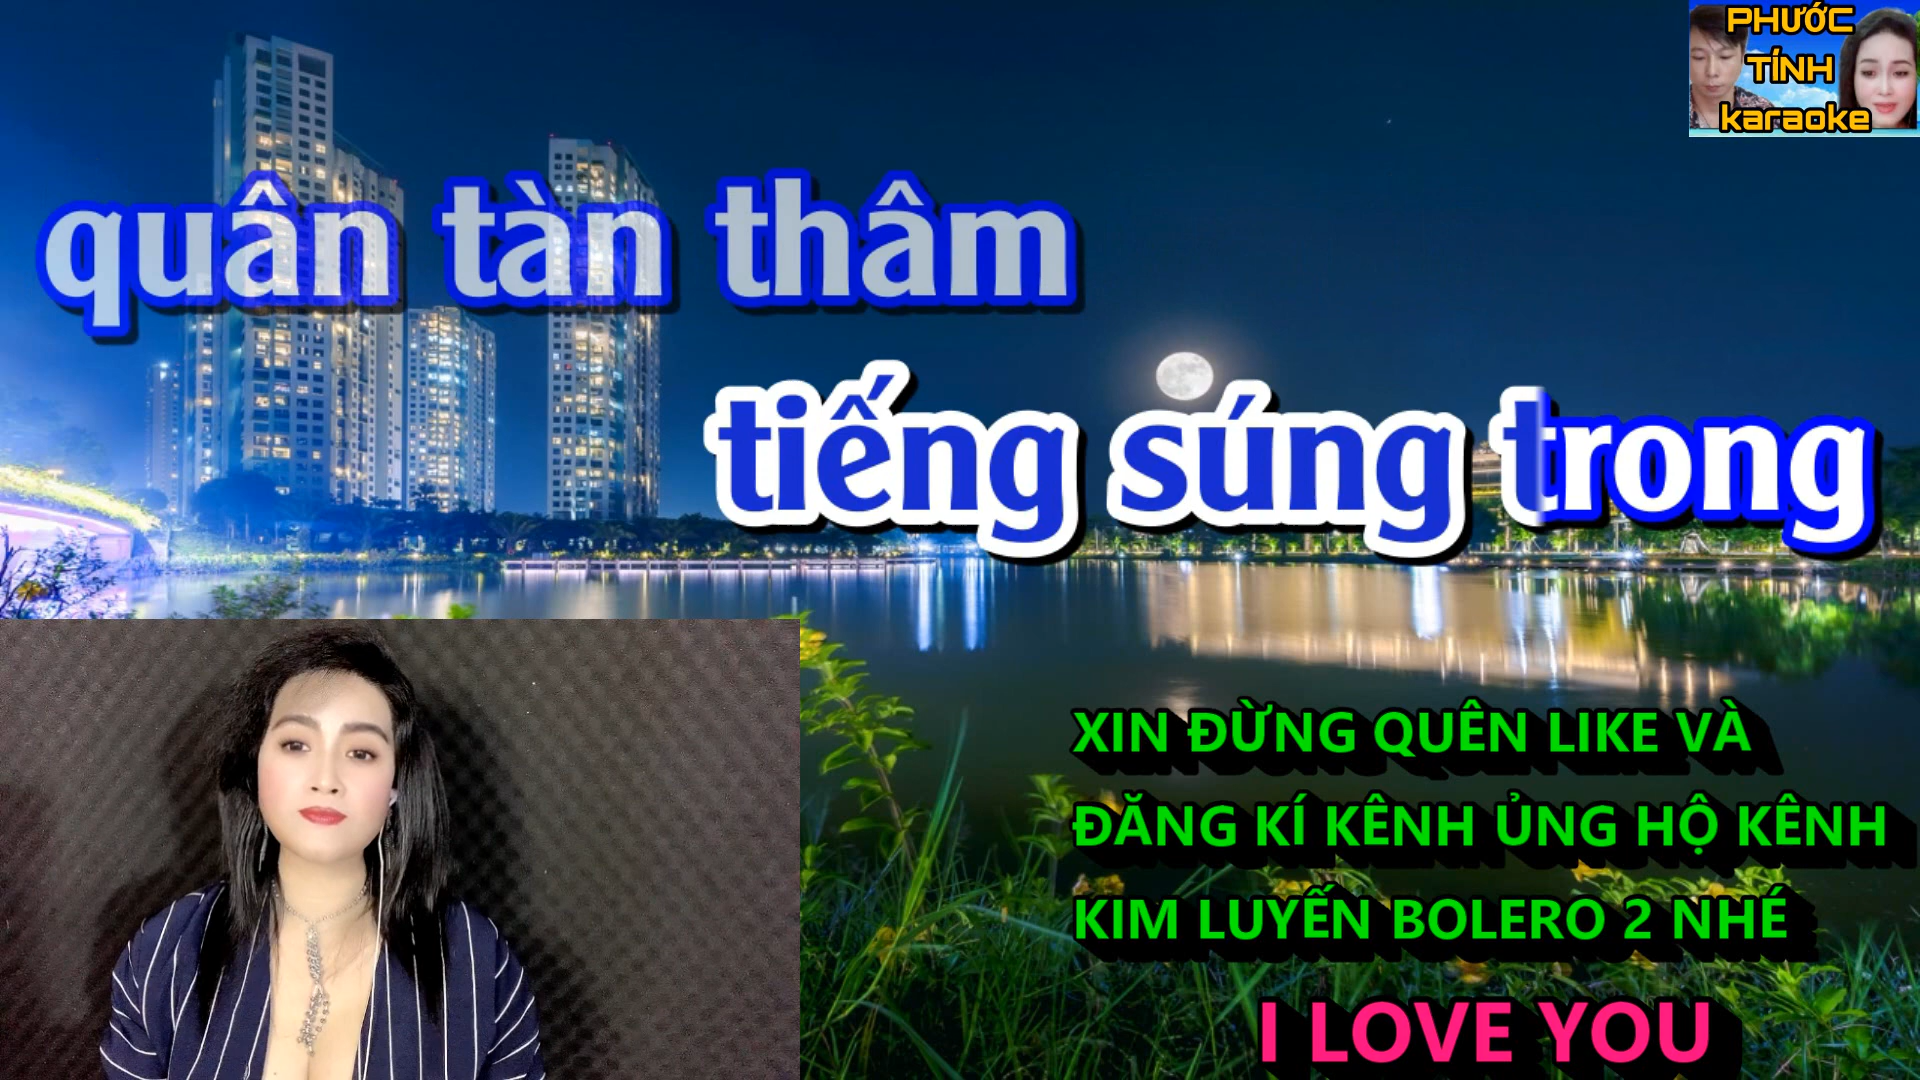 PHƯỚC
TÍNH
karaoke
quân tàn thâm
tiếng súng trong
XIN ĐỪNG QUÊN LIKE VÀ
ĐĂNG KÍ KÊNH ỦNG HỘ KÊNH
KIM LUYẾN BOLERO 2 NHÉ
I LOVE YOU